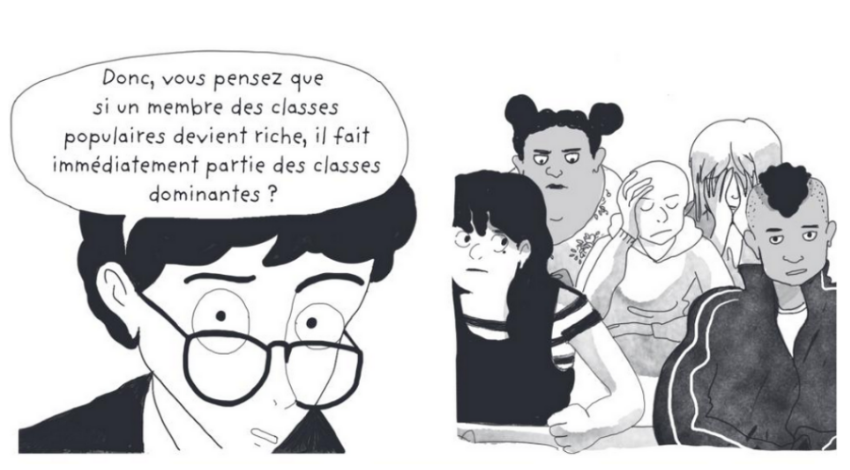 Donc, vous pensez que
si un membre des classes
populaires devient riche, il fait
immédiatement partie des classes
dominantes ?